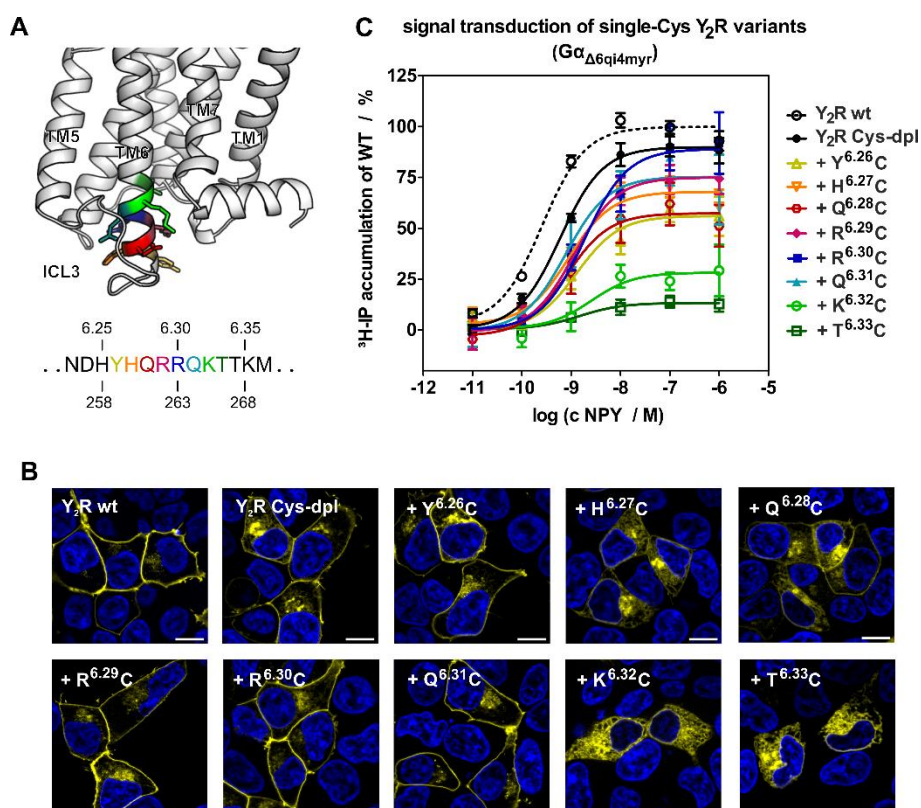 A
TM5
TM6
TM7
TM1
ICL3
6.25 6.30 6.35
. . NDHYHQRRQKTTKM . .
258 263 268
C
signal transduction of single-Cys Y₂R variants
(Gα Δ6qi4myr)
³H-IP accumulation of WT / %
125
100
75
50
25
0
-12 -11 -10 -9 -8 -7 -6 -5
log (c NPY / M)
Y₂R wt
Y₂R Cys-dpl
+ Y6.26C
+ H6.27C
+ Q6.28C
+ R6.29C
+ R6.30C
+ Q6.31C
+ K6.32C
+ T6.33C
B
Y₂R wt
Y₂R Cys-dpl
+ Y6.26C
+ H6.27C
+ Q6.28C
+ R6.29C
+ R6.30C
+ Q6.31C
+ K6.32C
+ T6.33C